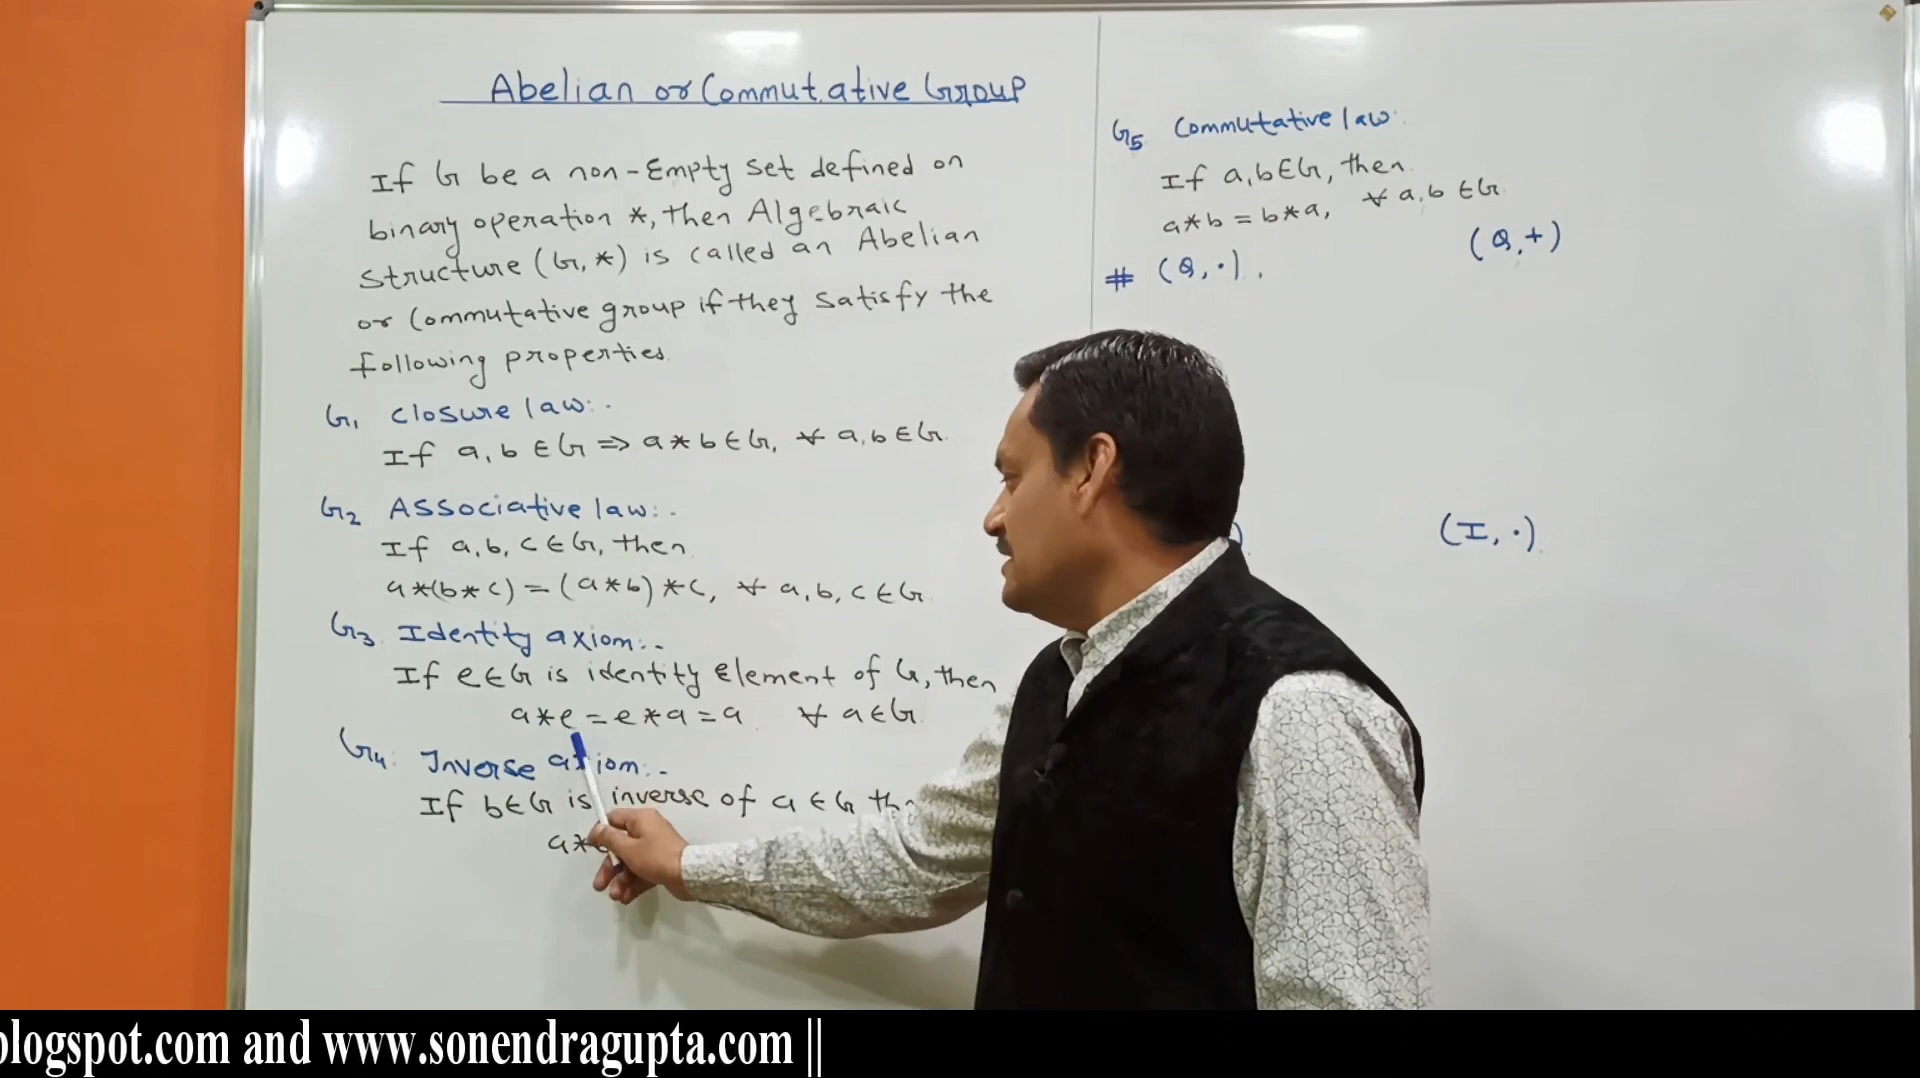 Abelian or Commutative Group
If G be a non-Empty set defined on
binary operation *, then Algebraic
structure (G, *) is called an Abelian
or Commutative group if they satisfy the
following properties
G1 Closure law:-
If a, b ∈ G ⇒ a * b ∈ G, ∀ a, b ∈ G.
G2 Associative law:-
If a, b, c ∈ G, then
a*(b*c) = (a*b)*c, ∀ a, b, c ∈ G
G3 Identity axiom:-
If e ∈ G is identity Element of G, then
a*e = e*a = a ∀ a ∈ G
G4: Inverse axiom:-
If b ∈ G is inverse of a ∈ G
a*
G5 Commutative law:
If a, b ∈ G, then
a*b = b*a, ∀ a, b ∈ G
(Q, +)
# (Q, ·),
(I, ·)
blogspot.com and www.sonendragupta.com ||